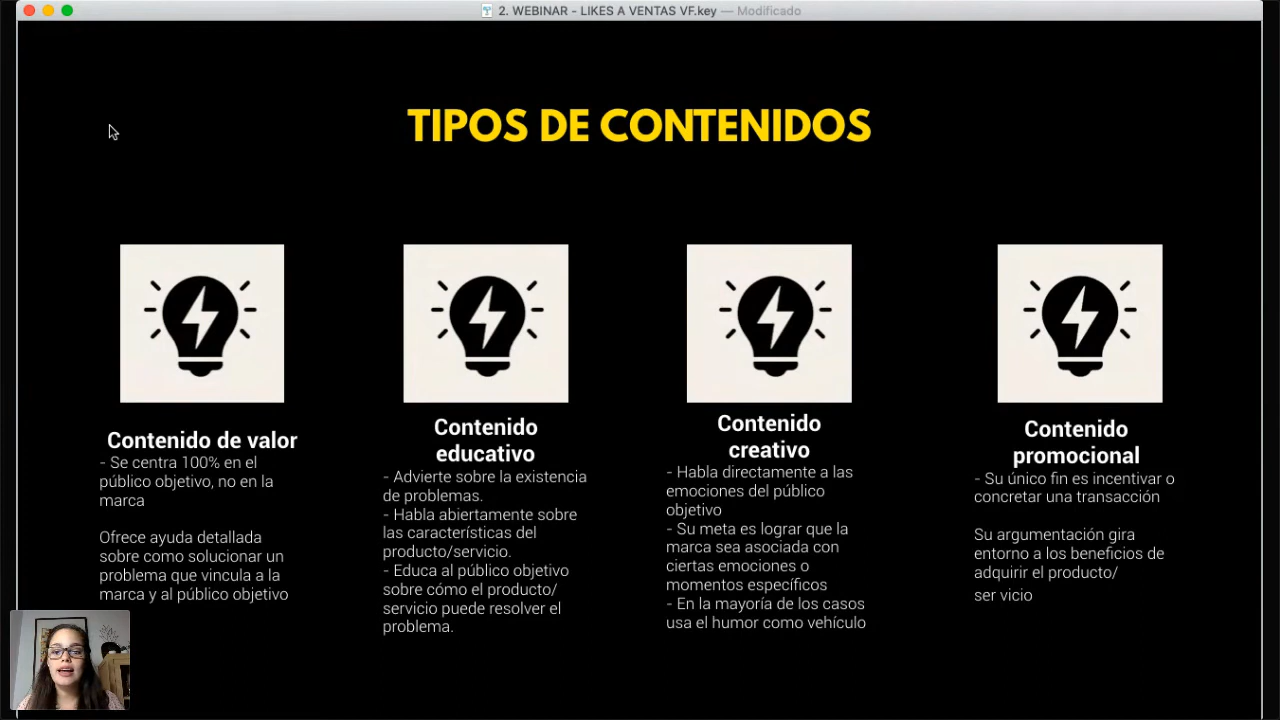 2. WEBINAR - LIKES A VENTAS VF.key — Modificado
TIPOS DE CONTENIDOS
Contenido de valor
- Se centra 100% en el
público objetivo, no en la
marca
Ofrece ayuda detallada
sobre como solucionar un
problema que vincula a la
marca y al público objetivo
Contenido
educativo
- Advierte sobre la existencia
de problemas.
- Habla abiertamente sobre
las características del
producto/servicio.
- Educa al público objetivo
sobre cómo el producto/
servicio puede resolver el
problema.
Contenido
creativo
- Habla directamente a las
emociones del público
objetivo
- Su meta es lograr que la
marca sea asociada con
ciertas emociones o
momentos específicos
- En la mayoría de los casos
usa el humor como vehículo
Contenido
promocional
- Su único fin es incentivar o
concretar una transacción
Su argumentación gira
entorno a los beneficios de
adquirir el producto/
ser vicio